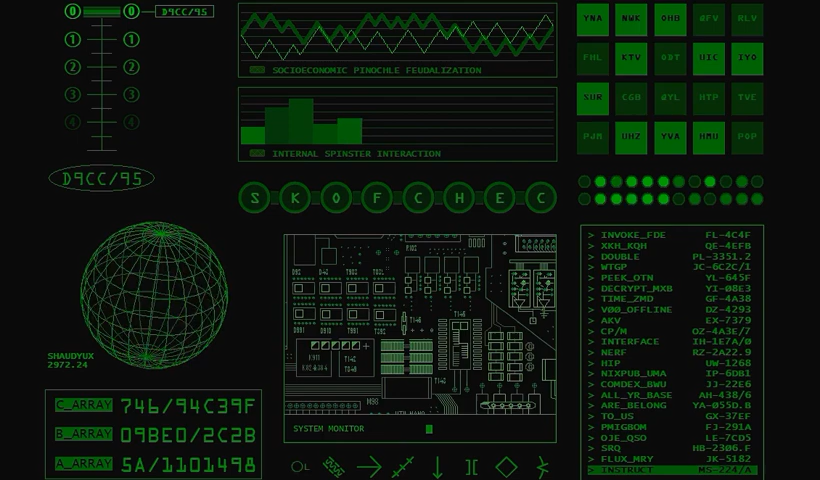 0 0 D9CC/95
1 1
2 2
3 3
4 4
D9CC/95
SOCIOECONOMIC PINOCHLE FEUDALIZATION
INTERNAL SPINSTER INTERACTION
S K O F C H E C
YNA NWK OHB QFV RLV
FHL KTV ODT UIC IYO
SUR CGB QYL HTP TVE
PJM UHZ YVA HMU POP
SHAUDYUX
2972.24
C_ARRAY 746/94C39F
B_ARRAY 09BE0/2C2B
A_ARRAY 5A/1101498
SYSTEM MONITOR
OL
> INVOKE_FDE FL-4C4F
> XKH_KQH QE-4EFB
> DOUBLE PL-3351.2
> WTGP JC-6C2C/1
> PEEK_OTN YL-645F
> DECRYPT_MXB YI-08E3
> TIME_ZMD GF-4A38
> V00_OFFLINE DZ-4293
> AKV EX-7379
> CP/M OZ-4A3E/7
> INTERFACE IH-1E7A/0
> NERF RZ-2A22.9
> HIP UW-1268
> NIXPUB_UMA IP-6DB1
> COMDEX_BWU JJ-22E6
> ALL_YR_BASE AH-438/6
> ARE_BELONG YA-055D.B
> TO_US GX-37EF
> PMIGBOM FJ-291A
> OJE_QSO LE-7CD5
> SRQ HB-2306.F
> FLUX_MRY JK-5182
> INSTRUCT MS-224/A